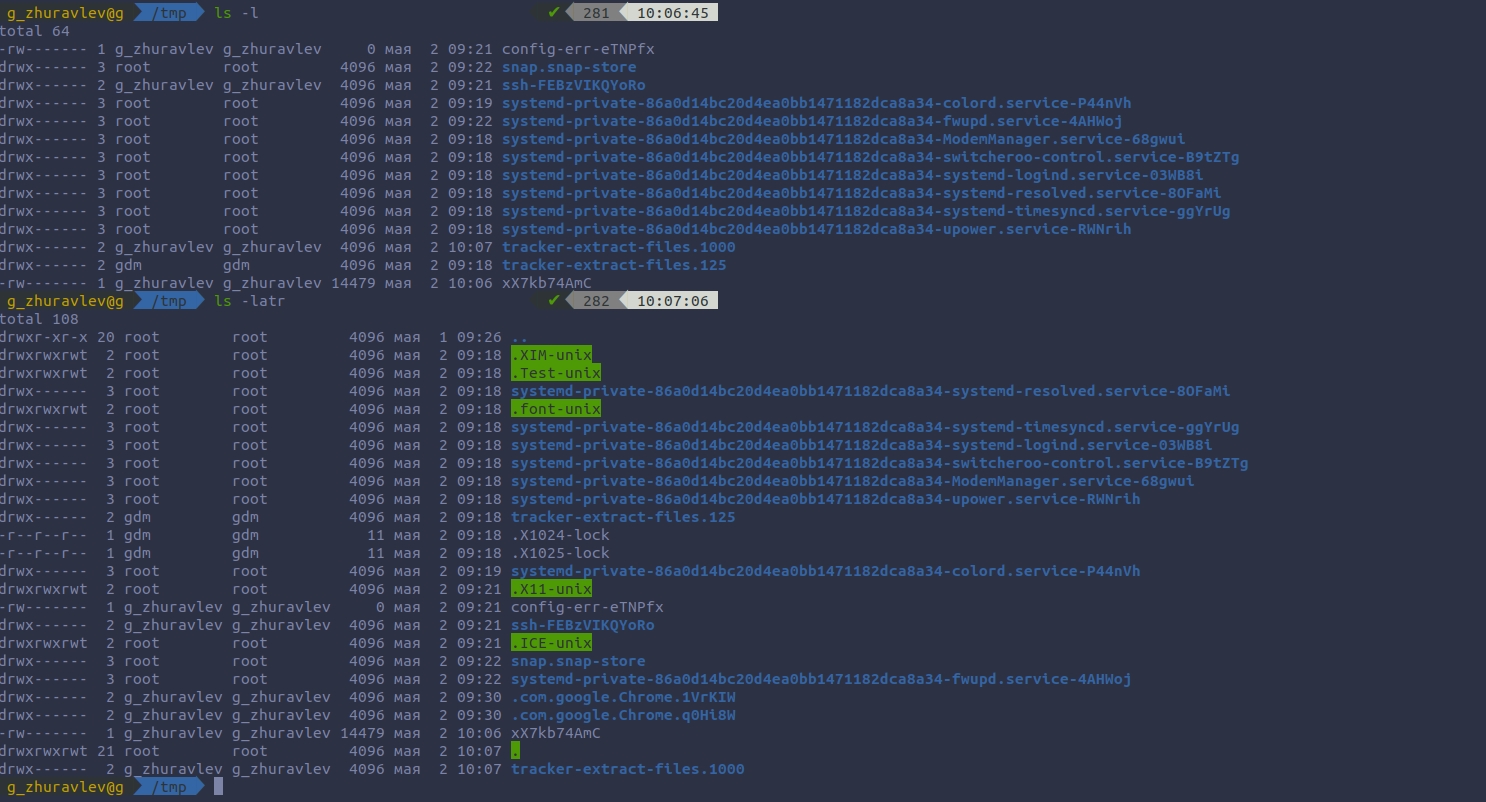 g_zhuravlev@g /tmp ls -l ✔ 281 10:06:45
total 64
-rw------- 1 g_zhuravlev g_zhuravlev 0 мая 2 09:21 config-err-eTNPfx
drwx------ 3 root root 4096 мая 2 09:22 snap.snap-store
drwx------ 2 g_zhuravlev g_zhuravlev 4096 мая 2 09:21 ssh-FEBzVIKQYoRo
drwx------ 3 root root 4096 мая 2 09:19 systemd-private-86a0d14bc20d4ea0bb1471182dca8a34-colord.service-P44nVh
drwx------ 3 root root 4096 мая 2 09:22 systemd-private-86a0d14bc20d4ea0bb1471182dca8a34-fwupd.service-4AHWoj
drwx------ 3 root root 4096 мая 2 09:18 systemd-private-86a0d14bc20d4ea0bb1471182dca8a34-ModemManager.service-68gwui
drwx------ 3 root root 4096 мая 2 09:18 systemd-private-86a0d14bc20d4ea0bb1471182dca8a34-switcheroo-control.service-B9tZTg
drwx------ 3 root root 4096 мая 2 09:18 systemd-private-86a0d14bc20d4ea0bb1471182dca8a34-systemd-logind.service-03WB8i
drwx------ 3 root root 4096 мая 2 09:18 systemd-private-86a0d14bc20d4ea0bb1471182dca8a34-systemd-resolved.service-8OFaMi
drwx------ 3 root root 4096 мая 2 09:18 systemd-private-86a0d14bc20d4ea0bb1471182dca8a34-systemd-timesyncd.service-ggYrUg
drwx------ 3 root root 4096 мая 2 09:18 systemd-private-86a0d14bc20d4ea0bb1471182dca8a34-upower.service-RWNrih
drwx------ 2 g_zhuravlev g_zhuravlev 4096 мая 2 10:07 tracker-extract-files.1000
drwx------ 2 gdm gdm 4096 мая 2 09:18 tracker-extract-files.125
-rw------- 1 g_zhuravlev g_zhuravlev 14479 мая 2 10:06 xX7kb74AmC
g_zhuravlev@g /tmp ls -latr ✔ 282 10:07:06
total 108
drwxr-xr-x 20 root root 4096 мая 1 09:26 ..
drwxrwxrwt 2 root root 4096 мая 2 09:18 .XIM-unix
drwxrwxrwt 2 root root 4096 мая 2 09:18 .Test-unix
drwx------ 3 root root 4096 мая 2 09:18 systemd-private-86a0d14bc20d4ea0bb1471182dca8a34-systemd-resolved.service-8OFaMi
drwxrwxrwt 2 root root 4096 мая 2 09:18 .font-unix
drwx------ 3 root root 4096 мая 2 09:18 systemd-private-86a0d14bc20d4ea0bb1471182dca8a34-systemd-timesyncd.service-ggYrUg
drwx------ 3 root root 4096 мая 2 09:18 systemd-private-86a0d14bc20d4ea0bb1471182dca8a34-systemd-logind.service-03WB8i
drwx------ 3 root root 4096 мая 2 09:18 systemd-private-86a0d14bc20d4ea0bb1471182dca8a34-switcheroo-control.service-B9tZTg
drwx------ 3 root root 4096 мая 2 09:18 systemd-private-86a0d14bc20d4ea0bb1471182dca8a34-ModemManager.service-68gwui
drwx------ 3 root root 4096 мая 2 09:18 systemd-private-86a0d14bc20d4ea0bb1471182dca8a34-upower.service-RWNrih
drwx------ 2 gdm gdm 4096 мая 2 09:18 tracker-extract-files.125
-r--r--r-- 1 gdm gdm 11 мая 2 09:18 .X1024-lock
-r--r--r-- 1 gdm gdm 11 мая 2 09:18 .X1025-lock
drwx------ 3 root root 4096 мая 2 09:19 systemd-private-86a0d14bc20d4ea0bb1471182dca8a34-colord.service-P44nVh
drwxrwxrwt 2 root root 4096 мая 2 09:21 .X11-unix
-rw------- 1 g_zhuravlev g_zhuravlev 0 мая 2 09:21 config-err-eTNPfx
drwx------ 2 g_zhuravlev g_zhuravlev 4096 мая 2 09:21 ssh-FEBzVIKQYoRo
drwxrwxrwt 2 root root 4096 мая 2 09:21 .ICE-unix
drwx------ 3 root root 4096 мая 2 09:22 snap.snap-store
drwx------ 3 root root 4096 мая 2 09:22 systemd-private-86a0d14bc20d4ea0bb1471182dca8a34-fwupd.service-4AHWoj
drwx------ 2 g_zhuravlev g_zhuravlev 4096 мая 2 09:30 .com.google.Chrome.1VrKIW
drwx------ 2 g_zhuravlev g_zhuravlev 4096 мая 2 09:30 .com.google.Chrome.q0Hi8W
-rw------- 1 g_zhuravlev g_zhuravlev 14479 мая 2 10:06 xX7kb74AmC
drwxrwxrwt 21 root root 4096 мая 2 10:07 .
drwx------ 2 g_zhuravlev g_zhuravlev 4096 мая 2 10:07 tracker-extract-files.1000
g_zhuravlev@g /tmp